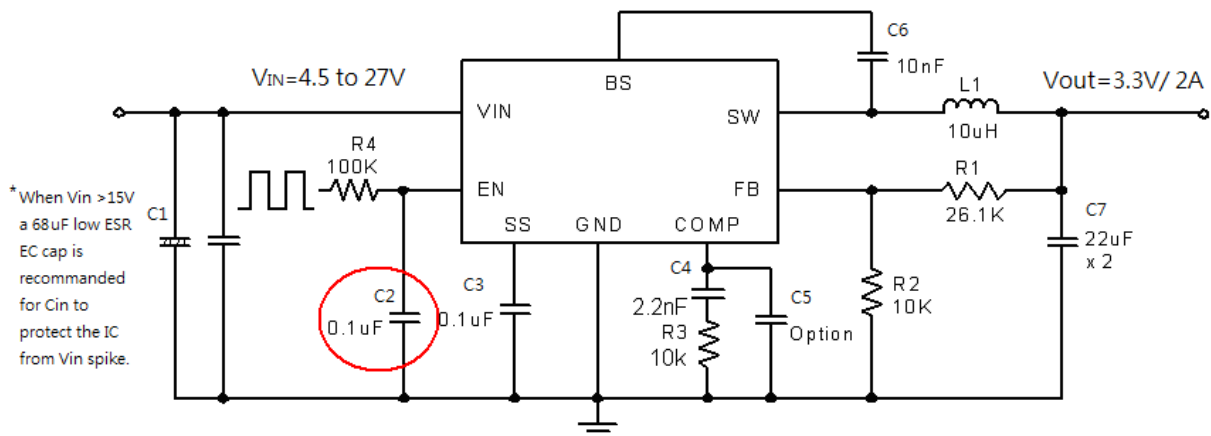 C6
10nF
VIN=4.5 to 27V
BS
Vout=3.3V/ 2A
L1
10uH
VIN
SW
R4
100K
EN
FB
R1
26.1K
* When Vin >15V
a 68uF low ESR
EC cap is
recommanded
for Cin to
protect the IC
from Vin spike.
C1
SS
GND
COMP
C7
22uF
x 2
C2
0.1uF
C3
0.1uF
C4
2.2nF
R3
10k
C5
Option
R2
10K